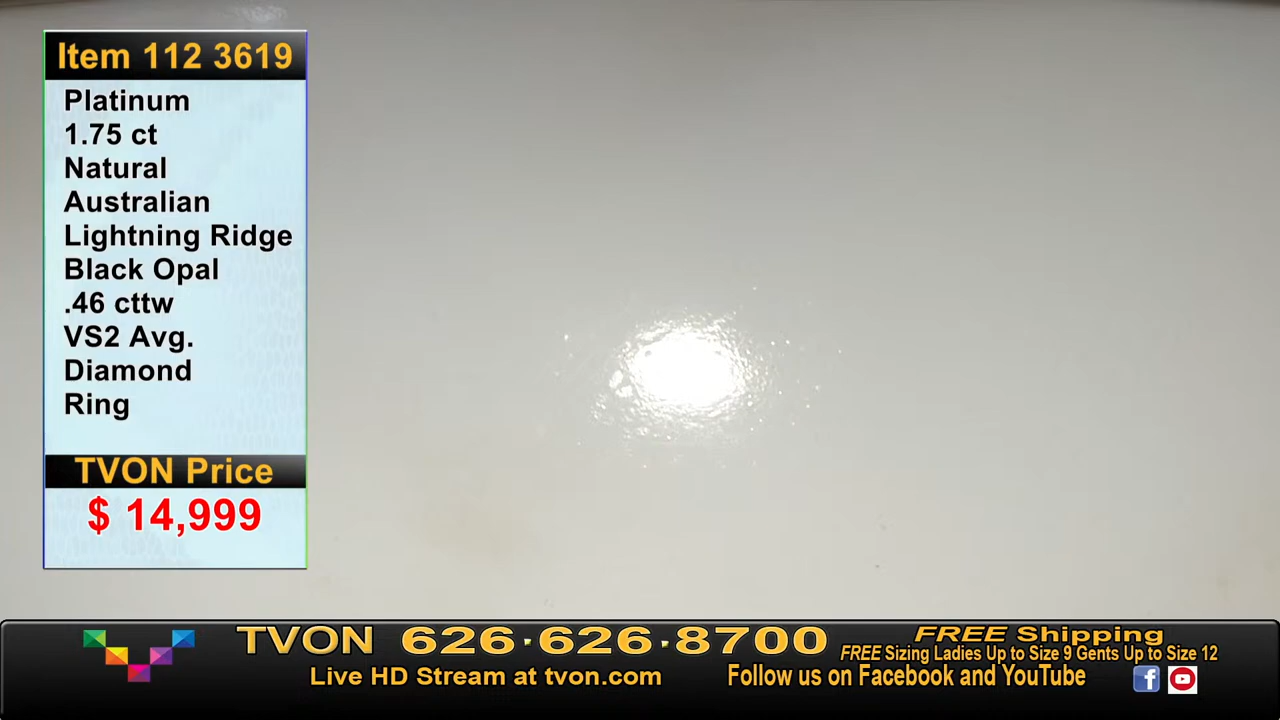 Item 112 3619
Platinum
1.75 ct
Natural
Australian
Lightning Ridge
Black Opal
.46 cttw
VS2 Avg.
Diamond
Ring
TVON Price
$ 14,999
TVON 626-626-8700
Live HD Stream at tvon.com
FREE Shipping
FREE Sizing Ladies Up to Size 9 Gents Up to Size 12
Follow us on Facebook and YouTube